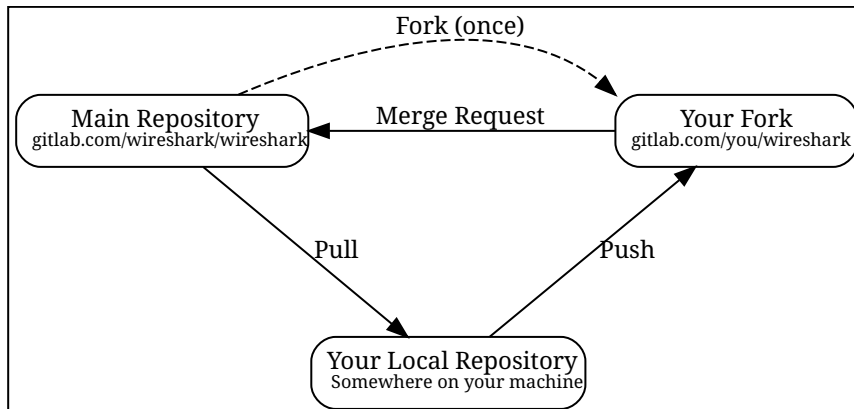 Fork (once)
Main Repository
gitlab.com/wireshark/wireshark
Merge Request
Your Fork
gitlab.com/you/wireshark
Pull
Push
Your Local Repository
Somewhere on your machine